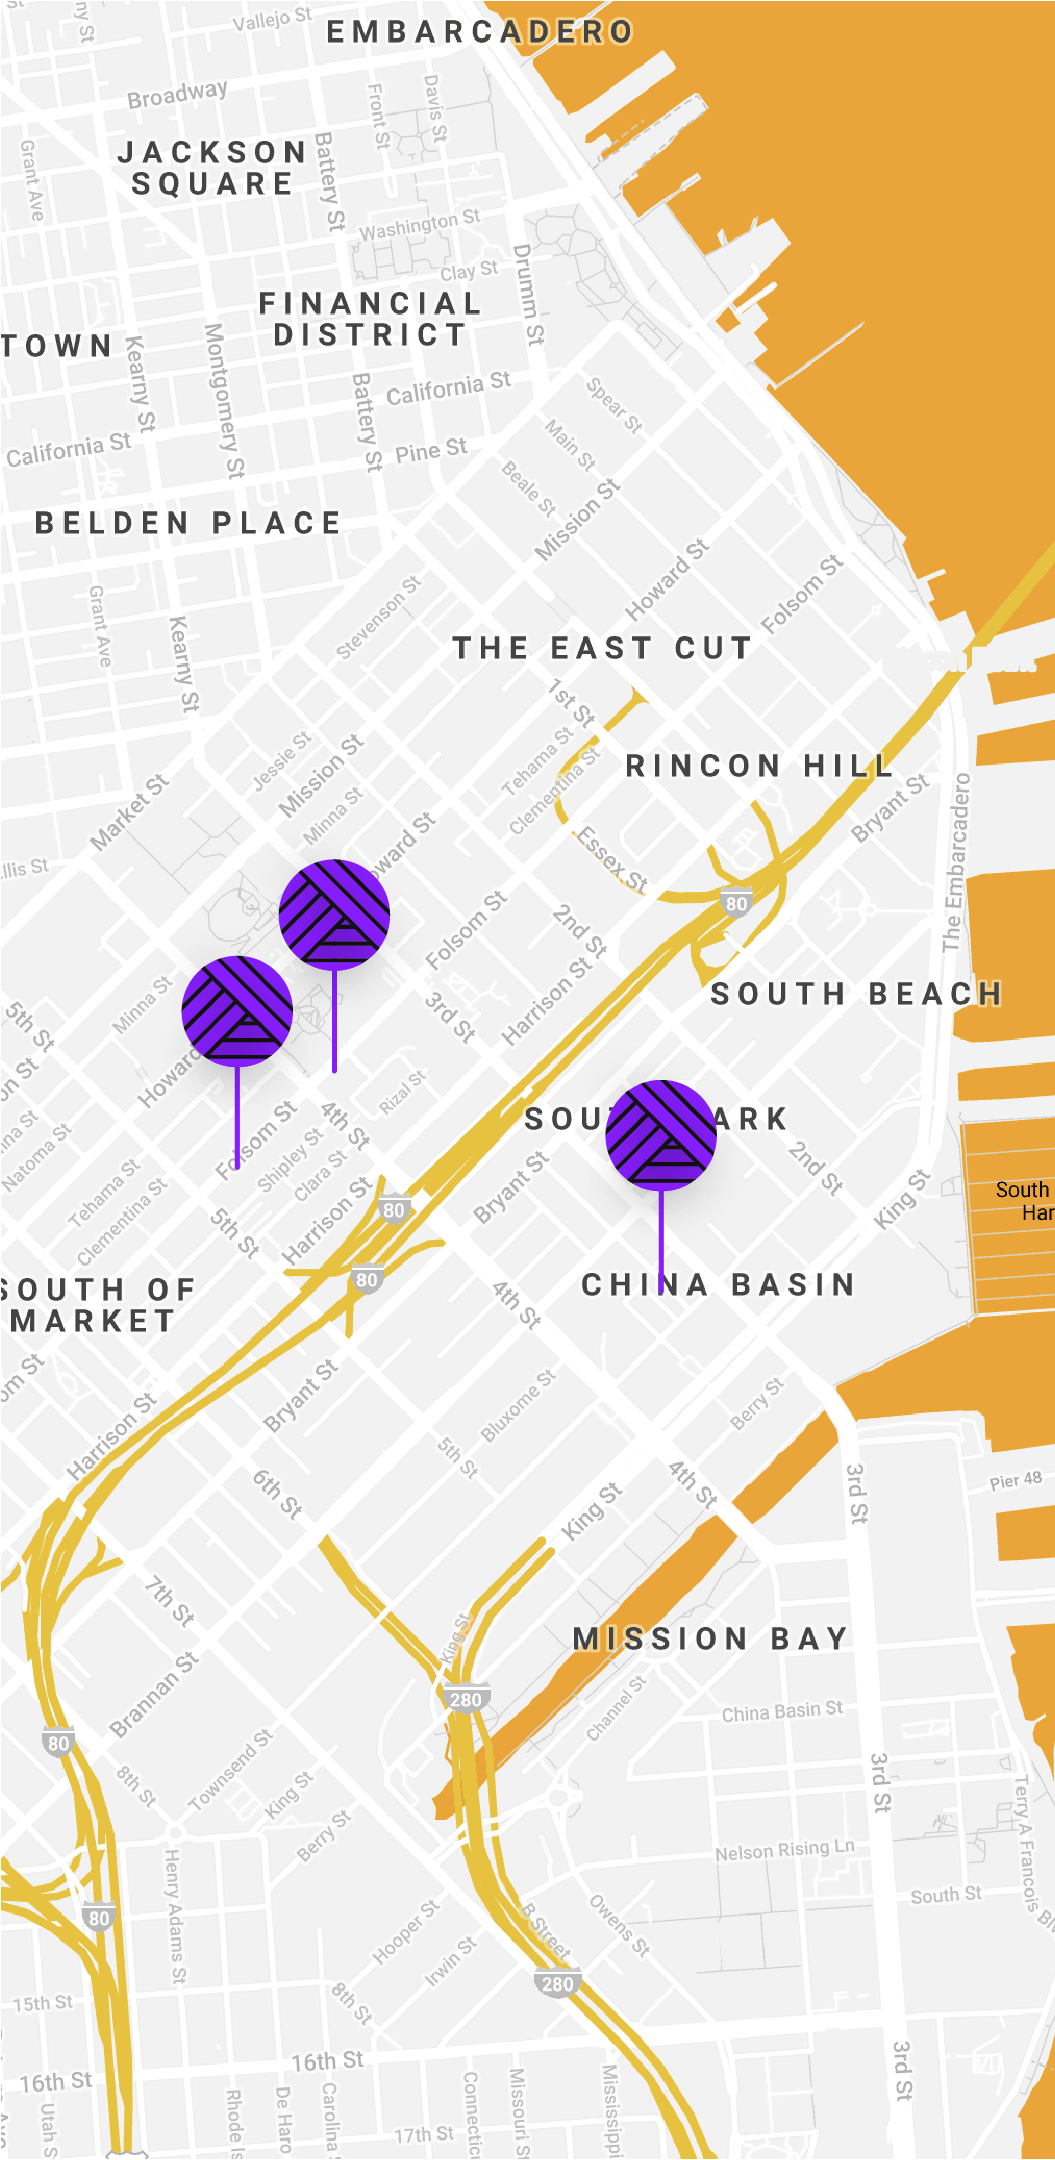 EMBARCADERO
Vallejo St
Broadway
Front St
Davis St
JACKSON
SQUARE
Grant Ave
Battery St
Washington St
Clay St
Drumm St
FINANCIAL
DISTRICT
TOWN
Kearny St
Montgomery St
Battery St
California St
Spear St
California St
Pine St
Main St
Beale St
Mission St
BELDEN PLACE
Howard St
Folsom St
Grant Ave
Kearny St
Stevenson St
THE EAST CUT
1st St
Jessie St
Mission St
Tehama St
RINCON HILL
Market St
Minna St
Clementina St
Bryant St
The Embarcadero
Essex St
llis St
oward St
80
Folsom St
2nd St
Harrison St
SOUTH BEACH
3rd St
Minna St
5th St
Howard
Rizal St
4th St
Folsom St
Shipley St
Clara St
SOU
ARK
2nd St
Natoma St
Tehama St
Clementina St
Bryant St
King St
South
Har
80
5th St
Harrison St
80
SOUTH OF
MARKET
CHINA BASIN
4th St
om St
Bryant St
Bluxome St
Berry St
Harrison St
5th St
6th St
4th St
King St
3rd St
Pier 48
7th St
King St
MISSION BAY
Brannan St
280
Channel St
China Basin St
80
8th St
Townsend St
King St
Berry St
3rd St
Terry A Francois Blv
Nelson Rising Ln
Henry Adams St
80
South St
Hooper St
Irwin St
B Street
Owens St
280
15th St
8th St
16th St
16th St
3rd St
Utah S
Rhode Is
De Haro
Carolina
Connecticu
Missouri St
Mississippi
17th St